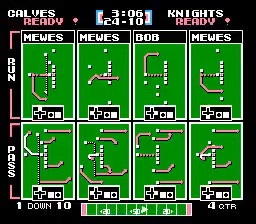 CALVES 3:06 KNIGHTS
READY 24-10 READY
MEWES MEWES BOB MEWES
RUN
PASS
1 DOWN 10 4 QTR
20 50 20